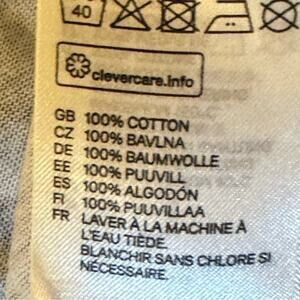 40
clevercare.info
GB 100% COTTON
CZ 100% BAVLNA
DE 100% BAUMWOLLE
EE 100% PUUVILL
ES 100% ALGODÓN
FI 100% PUUVILLAA
FR LAVER À LA MACHINE À
L'EAU TIÈDE.
BLANCHIR SANS CHLORE SI
NÉCESSAIRE.